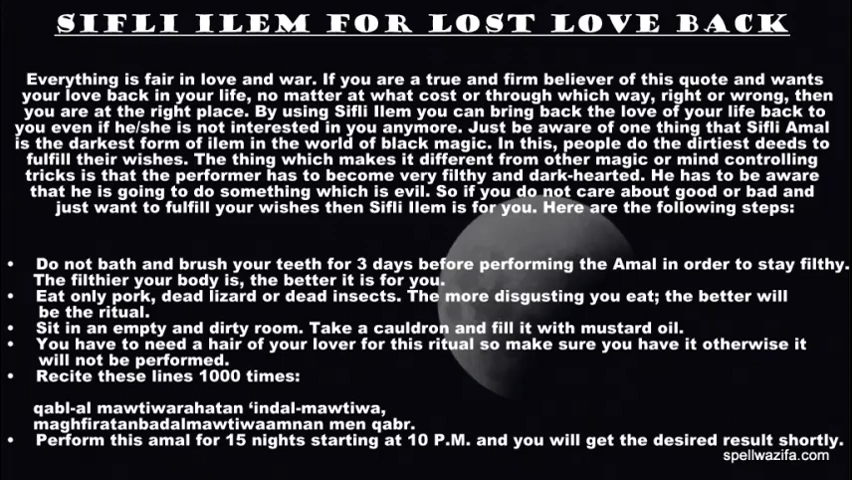 SIFLI ILEM FOR LOST LOVE BACK
Everything is fair in love and war. If you are a true and firm believer of this quote and wants
your love back in your life, no matter at what cost or through which way, right or wrong, then
you are at the right place. By using Sifli Ilem you can bring back the love of your life back to
you even if he/she is not interested in you anymore. Just be aware of one thing that Sifli Amal
is the darkest form of ilem in the world of black magic. In this, people do the dirtiest deeds to
fulfill their wishes. The thing which makes it different from other magic or mind controlling
tricks is that the performer has to become very filthy and dark-hearted. He has to be aware
that he is going to do something which is evil. So if you do not care about good or bad and
just want to fulfill your wishes then Sifli Ilem is for you. Here are the following steps:
• Do not bath and brush your teeth for 3 days before performing the Amal in order to stay filthy.
The filthier your body is, the better it is for you.
• Eat only pork, dead lizard or dead insects. The more disgusting you eat; the better will
be the ritual.
• Sit in an empty and dirty room. Take a cauldron and fill it with mustard oil.
• You have to need a hair of your lover for this ritual so make sure you have it otherwise it
will not be performed.
• Recite these lines 1000 times:
qabl-al mawtiwarahatan ‘indal-mawtiwa,
maghfiratanbadalmawtiwaamnan men qabr.
• Perform this amal for 15 nights starting at 10 P.M. and you will get the desired result shortly.
spellwazifa.com